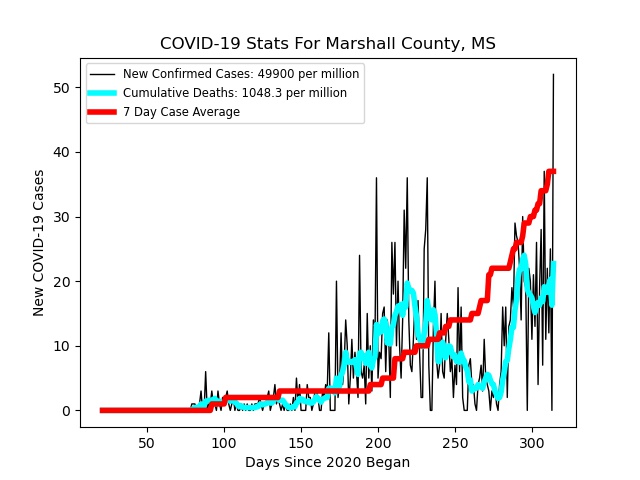 COVID-19 Stats For Marshall County, MS
New Confirmed Cases: 49900 per million
Cumulative Deaths: 1048.3 per million
7 Day Case Average
New COVID-19 Cases
50
40
30
20
10
0
50 100 150 200 250 300
Days Since 2020 Began